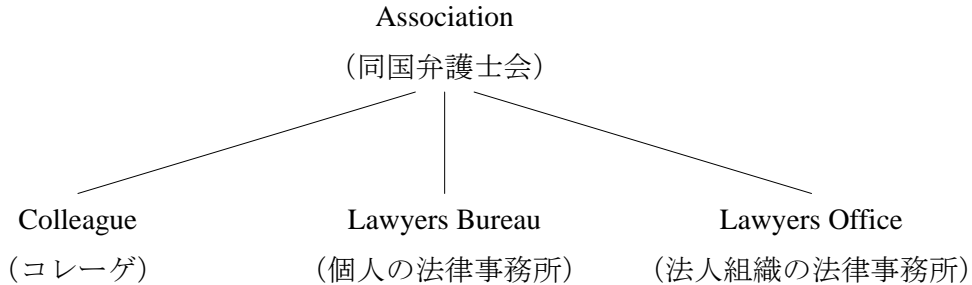 Association
（同国弁護士会）
Colleague
Lawyers Bureau
Lawyers Office
（コレーゲ）
（個人の法律事務所）
（法人組織の法律事務所）